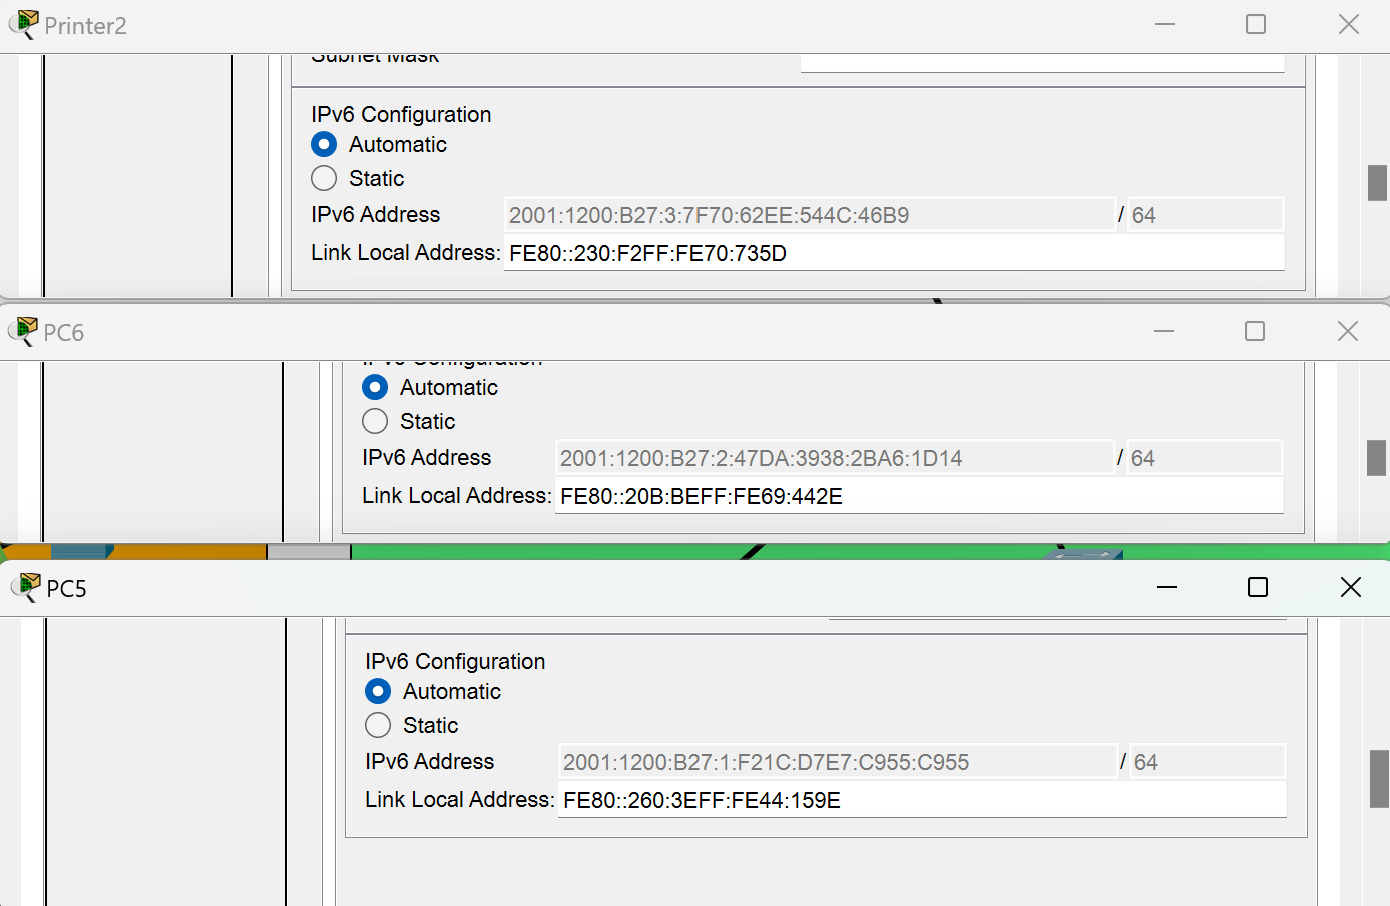 Printer2
Subnet Mask
IPv6 Configuration
Automatic
Static
IPv6 Address 2001:1200:B27:3:7F70:62EE:544C:46B9 / 64
Link Local Address: FE80::230:F2FF:FE70:735D
PC6
IPv6 Configuration
Automatic
Static
IPv6 Address 2001:1200:B27:2:47DA:3938:2BA6:1D14 / 64
Link Local Address: FE80::20B:BEFF:FE69:442E
PC5
IPv6 Configuration
Automatic
Static
IPv6 Address 2001:1200:B27:1:F21C:D7E7:C955:C955 / 64
Link Local Address: FE80::260:3EFF:FE44:159E